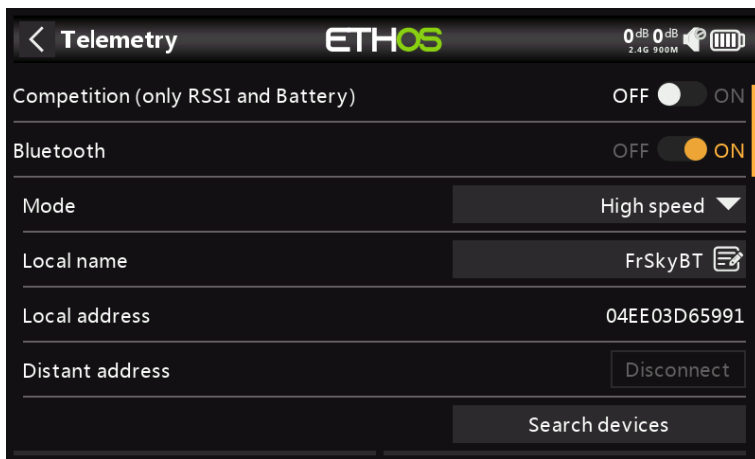 Telemetry
ETHOS
0dB 0dB
2.4G 900M
Competition (only RSSI and Battery) OFF ON
Bluetooth OFF ON
Mode High speed
Local name FrSkyBT
Local address 04EE03D65991
Distant address Disconnect
Search devices